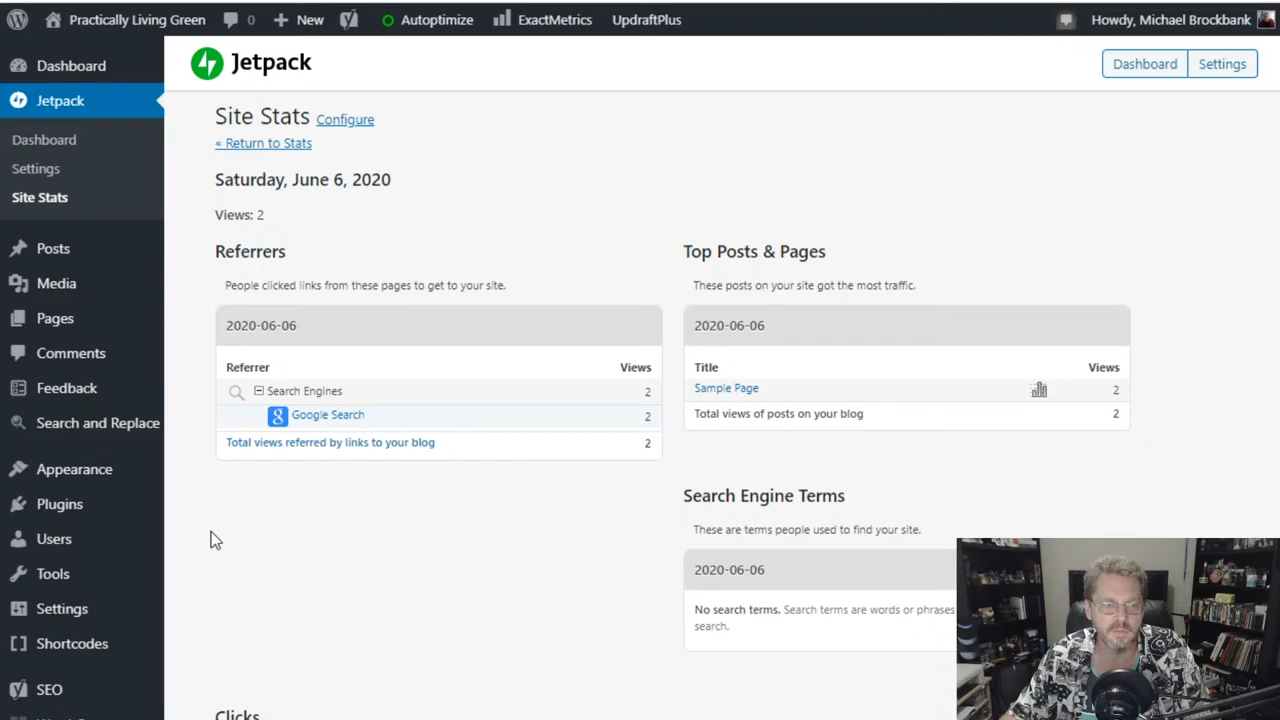 Practically Living Green
0
New
Autoptimize
ExactMetrics
UpdraftPlus
Howdy, Michael Brockbank
Dashboard
Jetpack
Dashboard
Settings
Site Stats
Posts
Media
Pages
Comments
Feedback
Search and Replace
Appearance
Plugins
Users
Tools
Settings
Shortcodes
SEO
Jetpack
Dashboard
Settings
Site Stats Configure
« Return to Stats
Saturday, June 6, 2020
Views: 2
Referrers
People clicked links from these pages to get to your site.
2020-06-06
Referrer Views
Search Engines 2
Google Search 2
Total views referred by links to your blog 2
Top Posts & Pages
These posts on your site got the most traffic.
2020-06-06
Title Views
Sample Page 2
Total views of posts on your blog 2
Search Engine Terms
These are terms people used to find your site.
2020-06-06
No search terms. Search terms are words or phrases
search.
Clicks